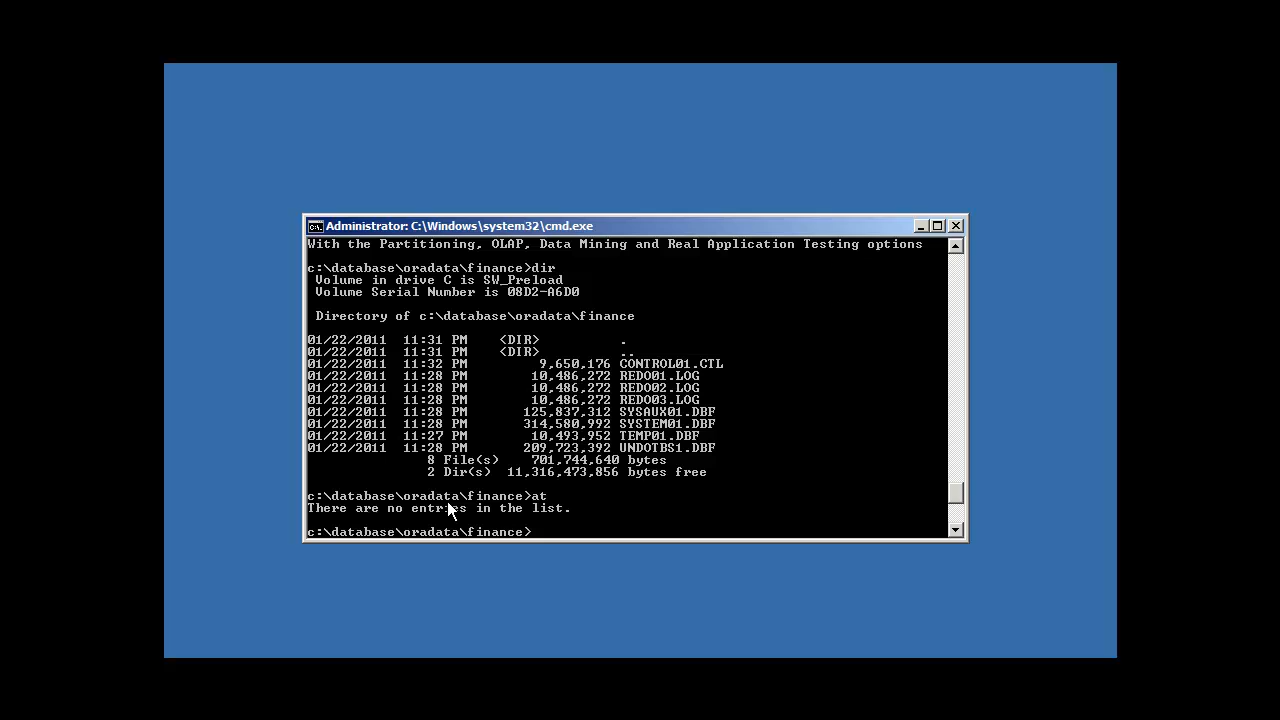 Administrator: C:\Windows\system32\cmd.exe
With the Partitioning, OLAP, Data Mining and Real Application Testing options
c:\database\oradata\finance>dir
Volume in drive C is SW_Preload
Volume Serial Number is 08D2-A6D0
Directory of c:\database\oradata\finance
01/22/2011 11:31 PM <DIR> .
01/22/2011 11:31 PM <DIR> ..
01/22/2011 11:32 PM 9,650,176 CONTROL01.CTL
01/22/2011 11:28 PM 10,486,272 REDO01.LOG
01/22/2011 11:28 PM 10,486,272 REDO02.LOG
01/22/2011 11:28 PM 10,486,272 REDO03.LOG
01/22/2011 11:28 PM 125,837,312 SYSAUX01.DBF
01/22/2011 11:28 PM 314,580,992 SYSTEM01.DBF
01/22/2011 11:27 PM 10,493,952 TEMP01.DBF
01/22/2011 11:28 PM 209,723,392 UNDOTBS1.DBF
8 File(s) 701,744,640 bytes
2 Dir(s) 11,316,473,856 bytes free
c:\database\oradata\finance>at
There are no entries in the list.
c:\database\oradata\finance>